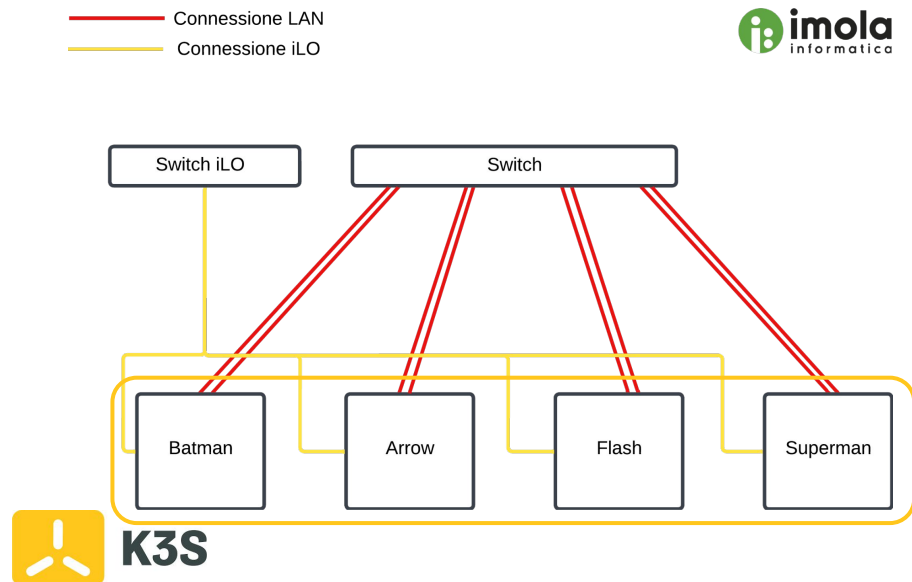 Connessione LAN
Connessione iLO
imola
informatica
Switch iLO
Switch
Batman
Arrow
Flash
Superman
K3S